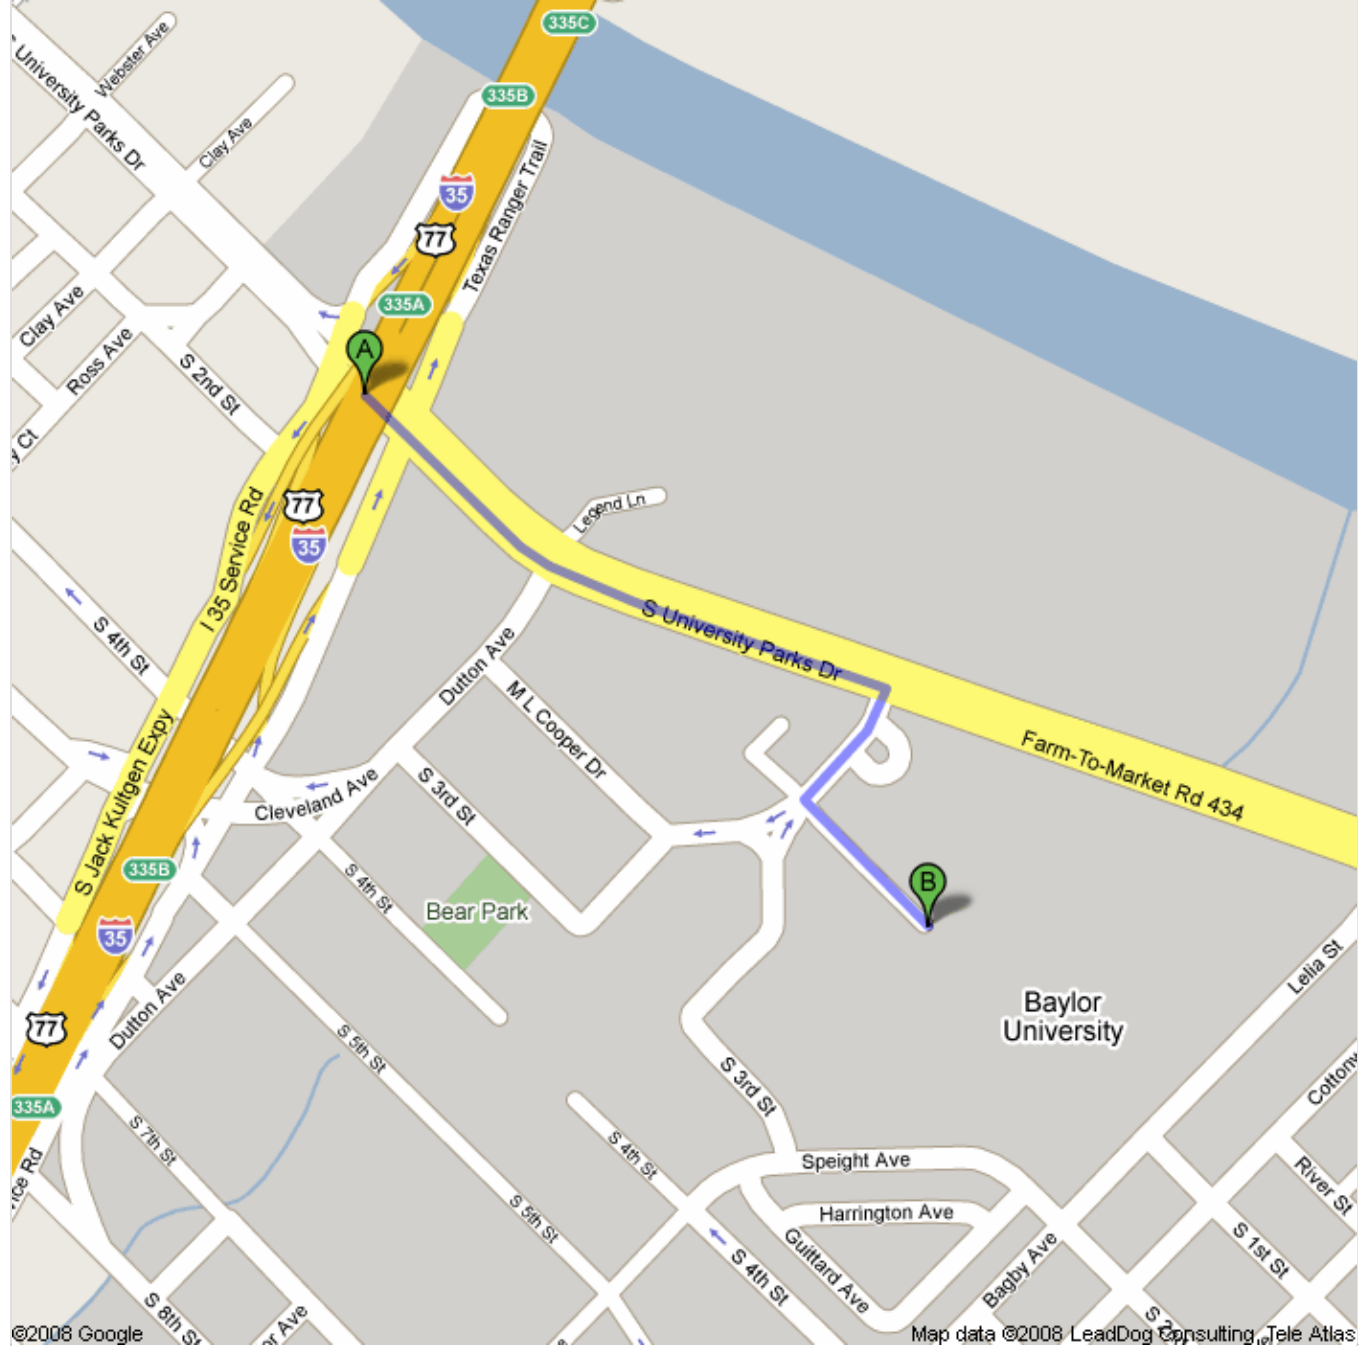 335C
Webster Ave
S University Parks Dr
335B
Clay Ave
Texas Ranger Trail
35
77
335A
Clay Ave
A
Ross Ave
S 2nd St
Legend Ln
77
I 35 Service Rd
35
S University Parks Dr
S 4th St
Dutton Ave
M L Cooper Dr
Farm-To-Market Rd 434
S Jack Kultgen Expy
Cleveland Ave
S 3rd St
335B
S 4th St
B
Bear Park
35
Lelia St
Dutton Ave
Baylor
University
77
S 5th St
S 3rd St
335A
S 7th St
S 4th St
Speight Ave
River St
Harrington Ave
S 5th St
Guittard Ave
S 1st St
Bagby Ave
S 4th St
S 8th St
©2008 Google
Map data ©2008 LeadDog Consulting, Tele Atlas